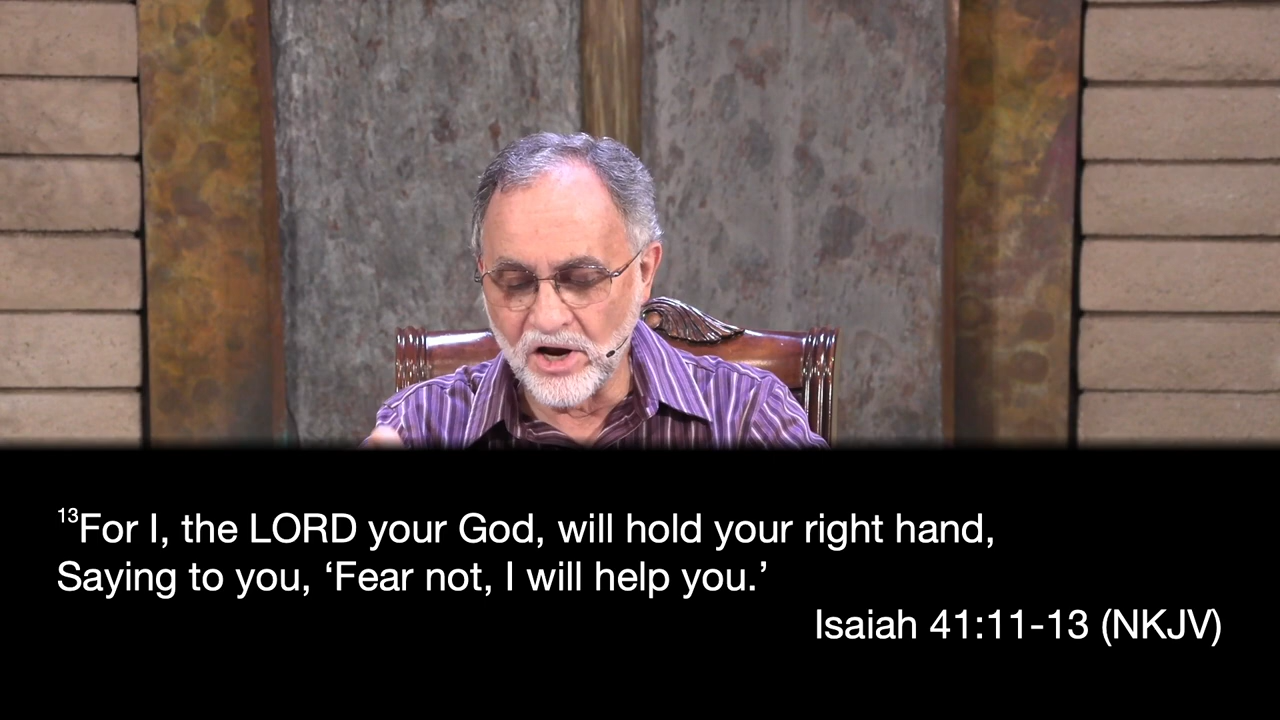 ¹³For I, the LORD your God, will hold your right hand,
Saying to you, ‘Fear not, I will help you.’
Isaiah 41:11-13 (NKJV)